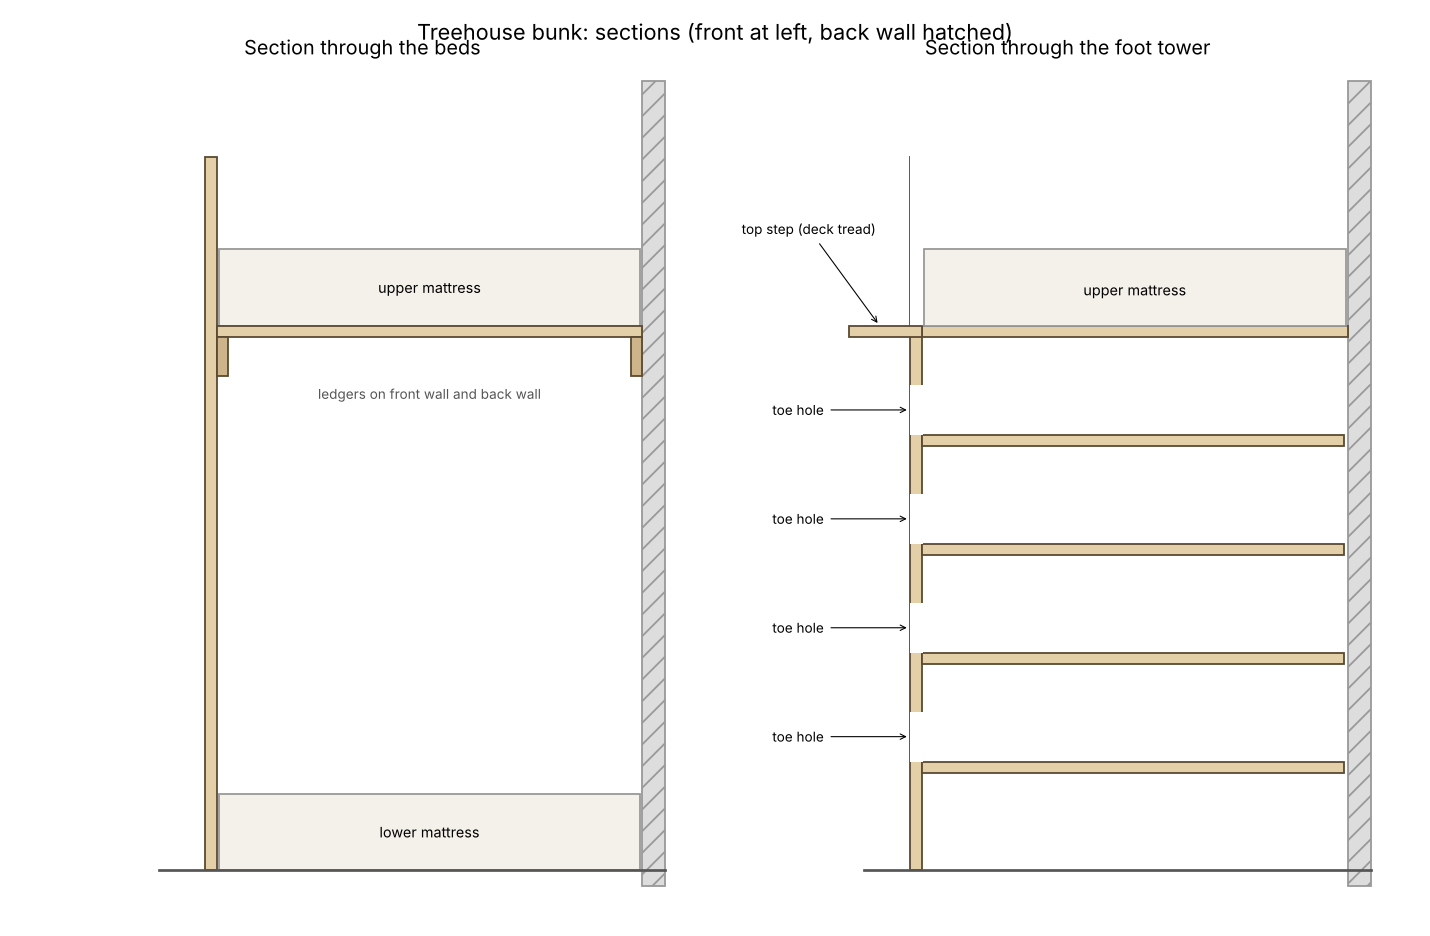 Treehouse bunk: sections (front at left, back wall hatched)
Section through the beds
Section through the foot tower
upper mattress
ledgers on front wall and back wall
lower mattress
top step (deck tread)
upper mattress
toe hole
toe hole
toe hole
toe hole